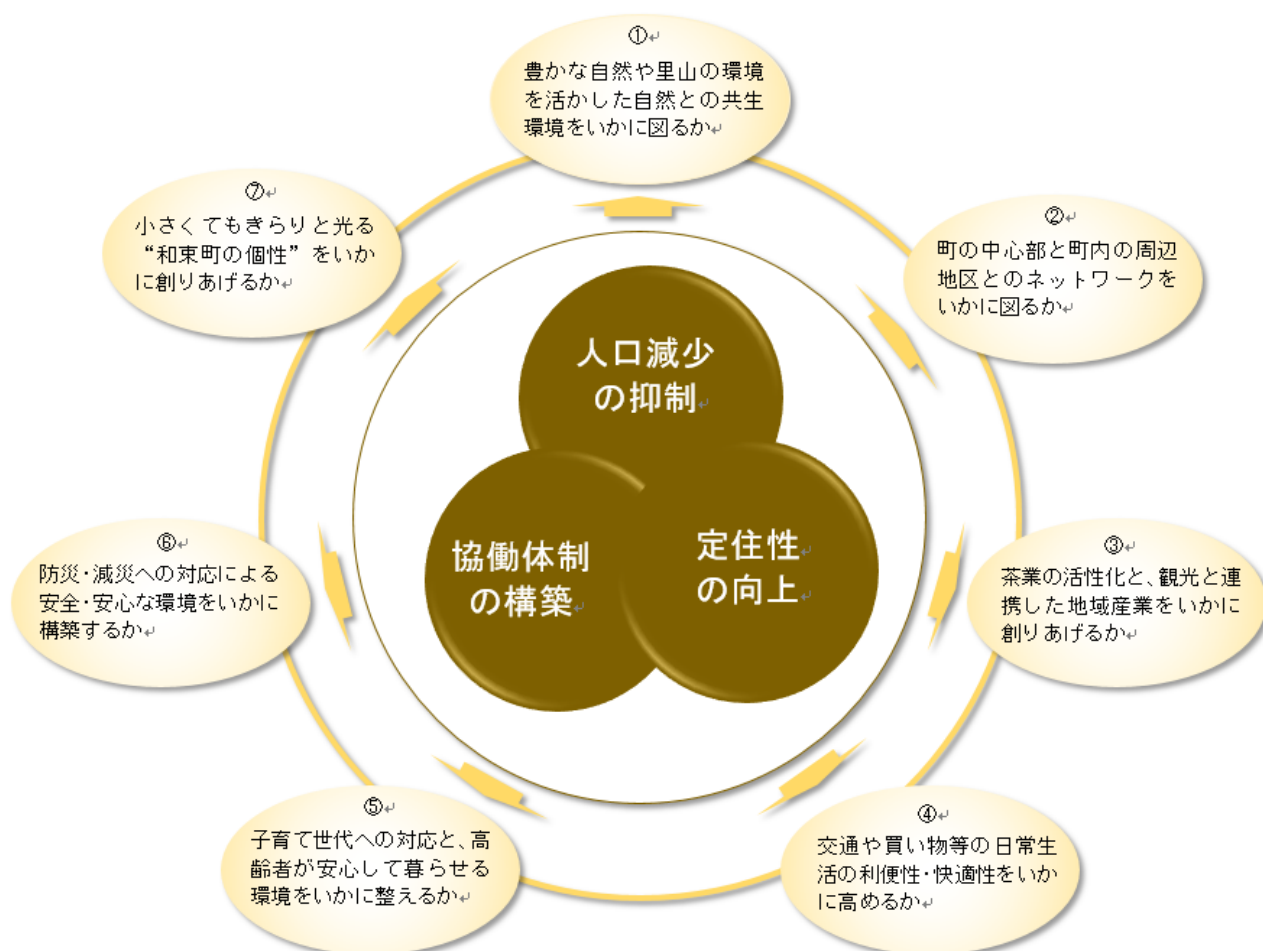 ①
豊かな自然や里山の環境
を活かした自然との共生
環境をいかに図るか
②
町の中心部と町内の周辺
地区とのネットワークを
いかに図るか
③
茶業の活性化と、観光と連
携した地域産業をいかに
創りあげるか
④
交通や買い物等の日常生
活の利便性・快適性をいか
に高めるか
⑤
子育て世代への対応と、高
齢者が安心して暮らせる
環境をいかに整えるか
⑥
防災・減災への対応による
安全・安心な環境をいかに
構築するか
⑦
小さくてもきらりと光る
“和束町の個性”をいか
に創りあげるか
人口減少
の抑制
協働体制
の構築
定住性
の向上